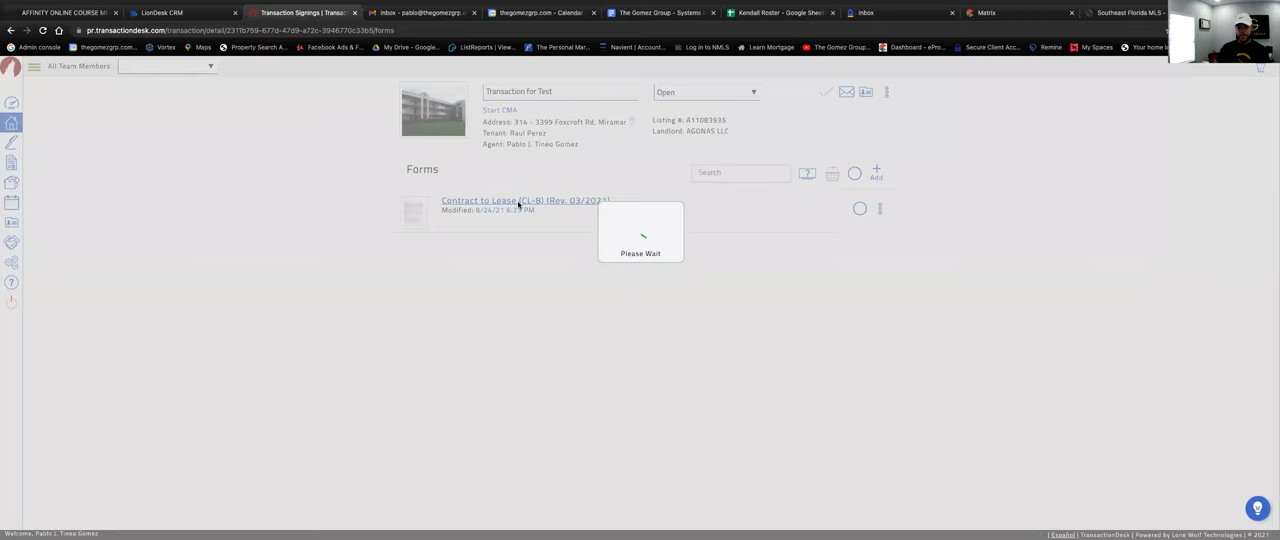 AFFINITY ONLINE COURSE M
LionDesk CRM
Transaction Signings | Transac
Inbox - pablo@thegomezgrp.com
thegomezgrp.com - Calendar
The Gomez Group - Systems
Kendall Roster - Google Sheet
Inbox
Matrix
Southeast Florida MLS -
pr.transactiondesk.com/transaction/detail/2311b759-677d-47d9-a72c-3946770c33b5/forms
Admin console
thegomezgrp.com...
Vortex
Maps
Property Search A...
Facebook Ads & F...
My Drive - Google...
ListReports | View...
The Personal Mar...
Navient | Account...
Log in to NMLS
Learn Mortgage
The Gomez Group...
Dashboard - ePro...
Secure Client Acc...
Remine
My Spaces
Your home
All Team Members
Transaction for Test
Open
Start CMA
Address: 314 - 3399 Foxcroft Rd, Miramar
Tenant: Raul Perez
Agent: Pablo J. Tineo Gomez
Listing #: A11083935
Landlord: AGONAS LLC
Forms
Search
Add
Contract to Lease (CL-8) (Rev. 03/2021)
Modified: 8/24/21 6:29 PM
Please Wait
Welcome, Pablo J. Tineo Gomez
| Español | TransactionDesk | Powered by Lone Wolf Technologies | © 2021